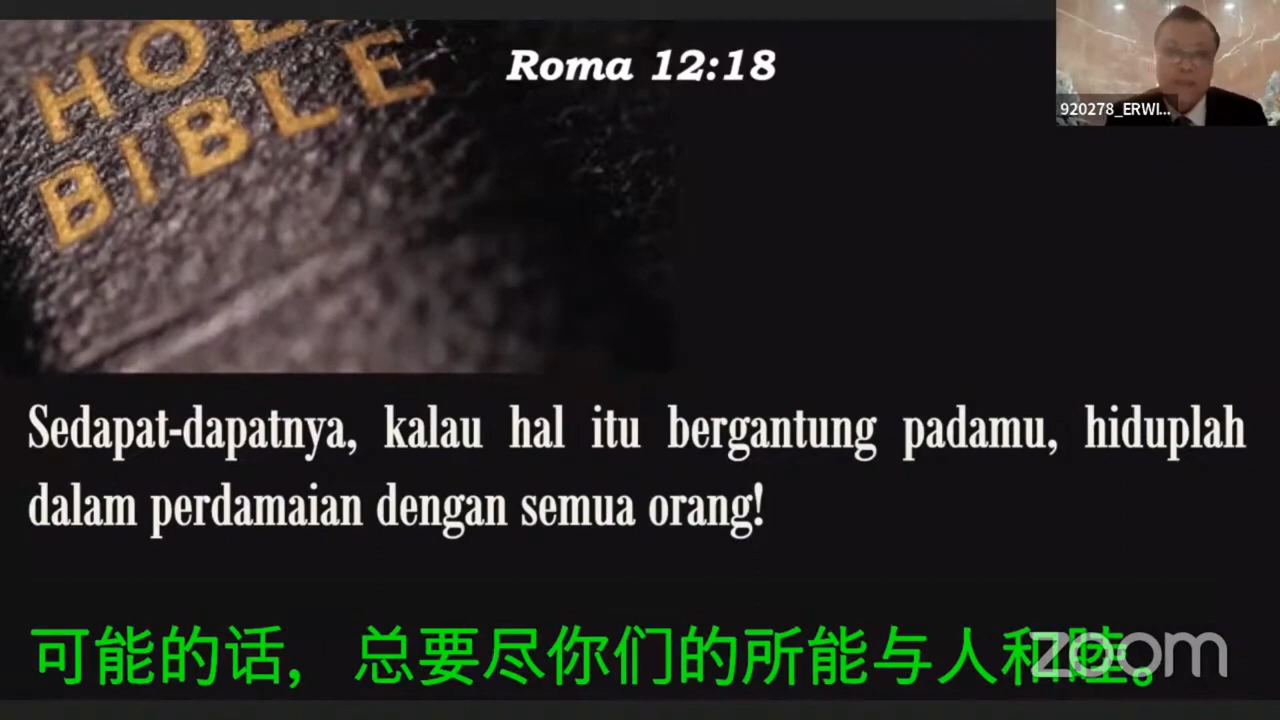 HOL
BIBLE
Roma 12:18
920278_ERWI...
Sedapat-dapatnya, kalau hal itu bergantung padamu, hiduplah
dalam perdamaian dengan semua orang!
可能的话, 总要尽你们的所能与人和睦。
zoom